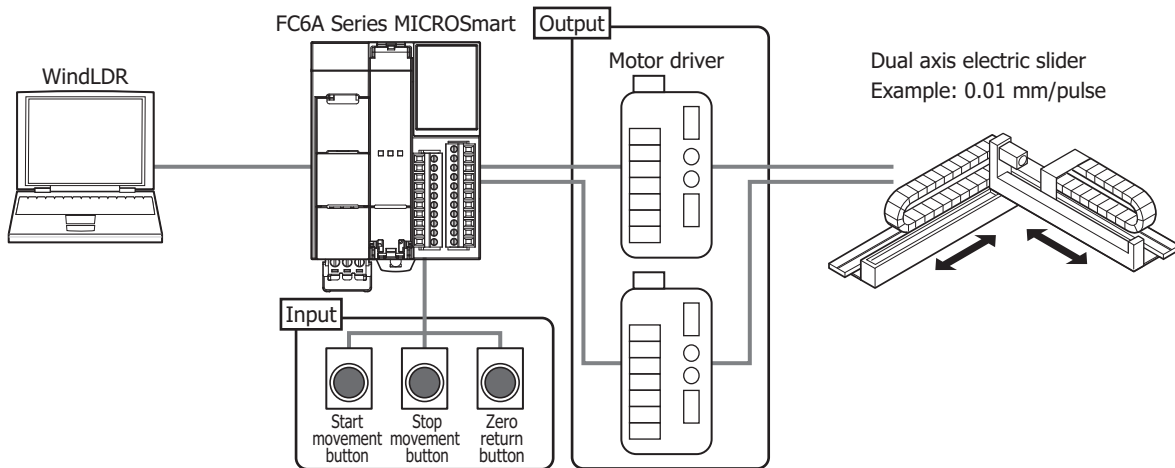 FC6A Series MICROSmart
Output
WindLDR
Motor driver
Dual axis electric slider
Example: 0.01 mm/pulse
Input
Start
movement
button
Stop
movement
button
Zero
return
button